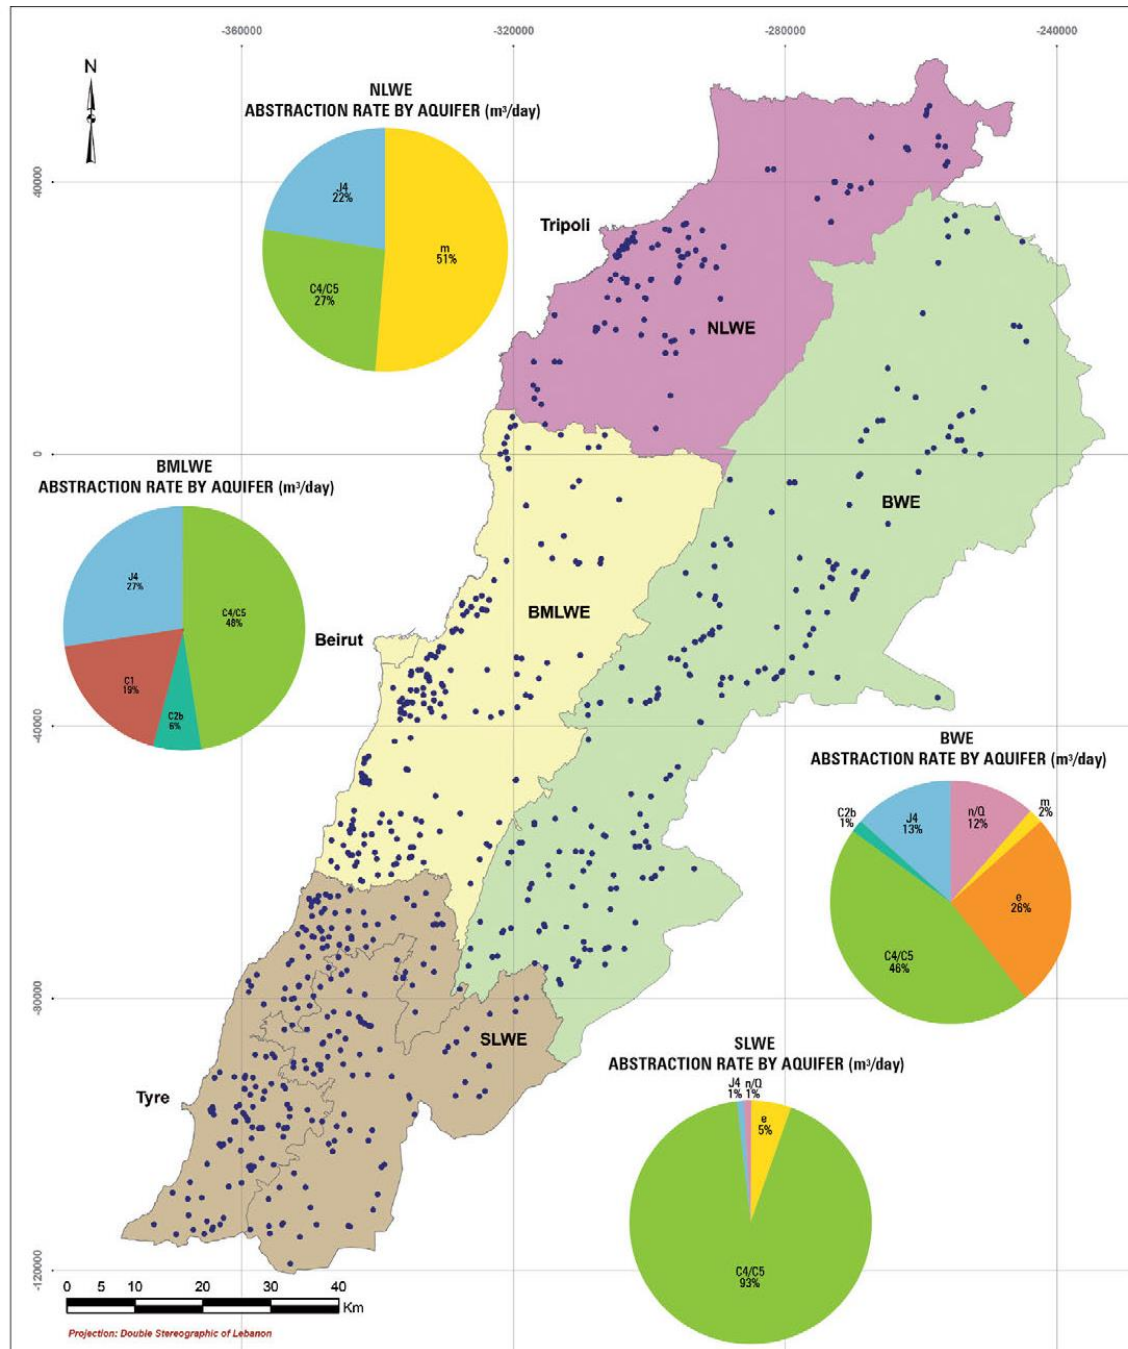 -360000
-320000
-280000
-240000
N
NLWE
ABSTRACTION RATE BY AQUIFER (m³/day)
J4
22%
m
51%
C4/C5
27%
40000
Tripoli
NLWE
0
BMLWE
ABSTRACTION RATE BY AQUIFER (m³/day)
J4
27%
C4/C5
48%
C1
19%
C2b
6%
BWE
BMLWE
Beirut
-40000
BWE
ABSTRACTION RATE BY AQUIFER (m³/day)
C2b
1%
J4
13%
n/Q
12%
m
2%
e
26%
C4/C5
46%
-80000
SLWE
SLWE
ABSTRACTION RATE BY AQUIFER (m³/day)
J4
1%
n/Q
1%
e
5%
C4/C5
93%
Tyre
-120000
0 5 10 20 30 40
Km
Projection: Double Stereographic of Lebanon